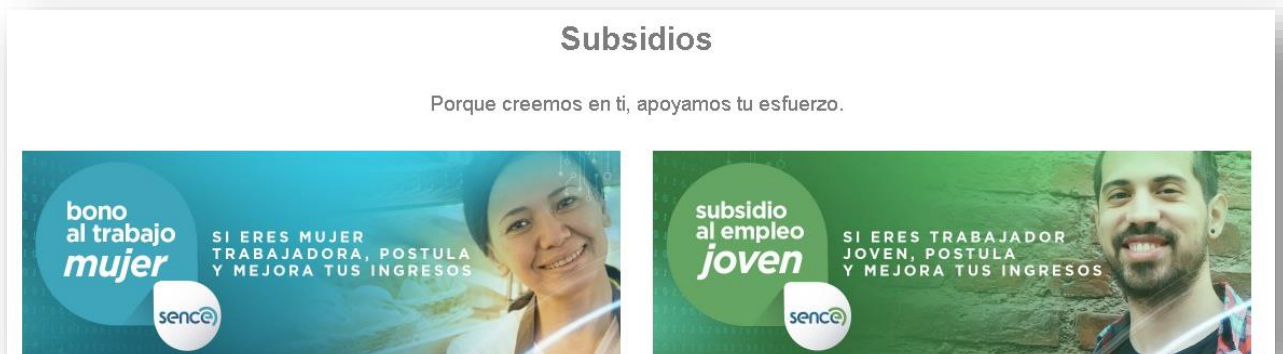 Subsidios
Porque creemos en ti, apoyamos tu esfuerzo.
bono
al trabajo
mujer
SI ERES MUJER
TRABAJADORA, POSTULA
Y MEJORA TUS INGRESOS
sence
subsidio
al empleo
joven
SI ERES TRABAJADOR
JOVEN, POSTULA
Y MEJORA TUS INGRESOS
sence